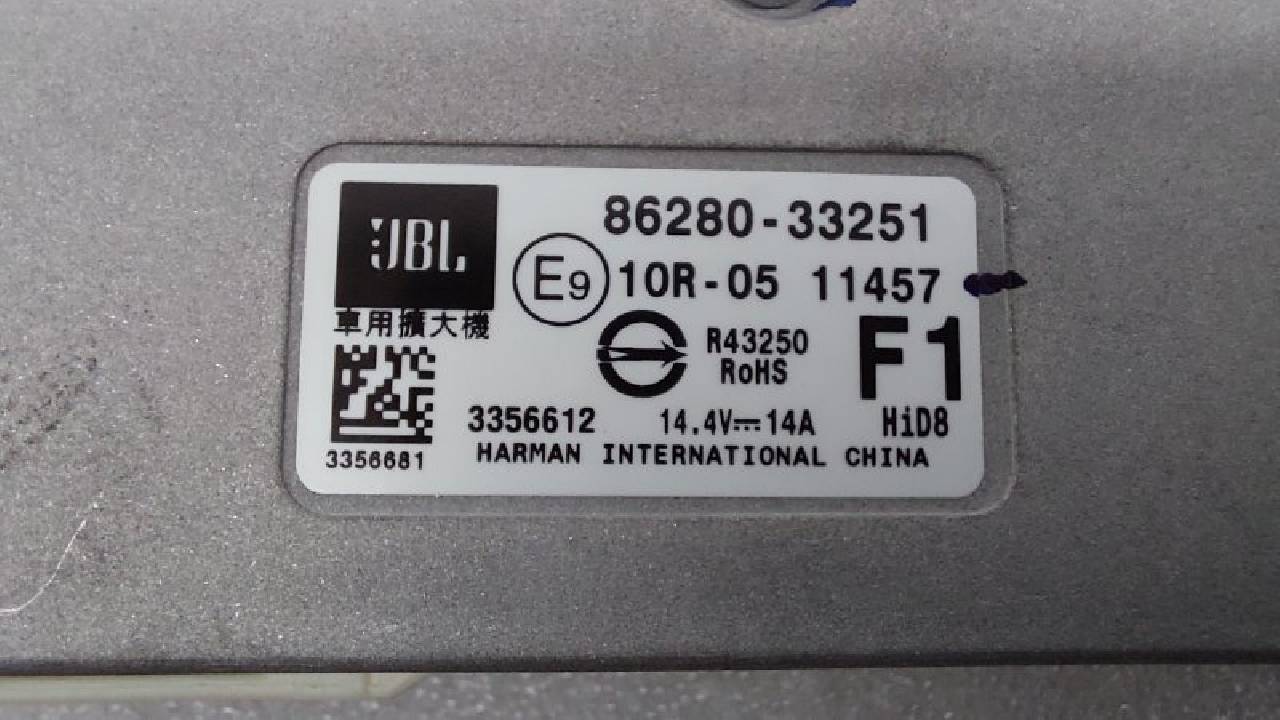 JBL
車用擴大機
86280-33251
E9 10R-05 11457
R43250
RoHS
F1
3356612 14.4V⎓14A HiD8
3356681
HARMAN INTERNATIONAL CHINA